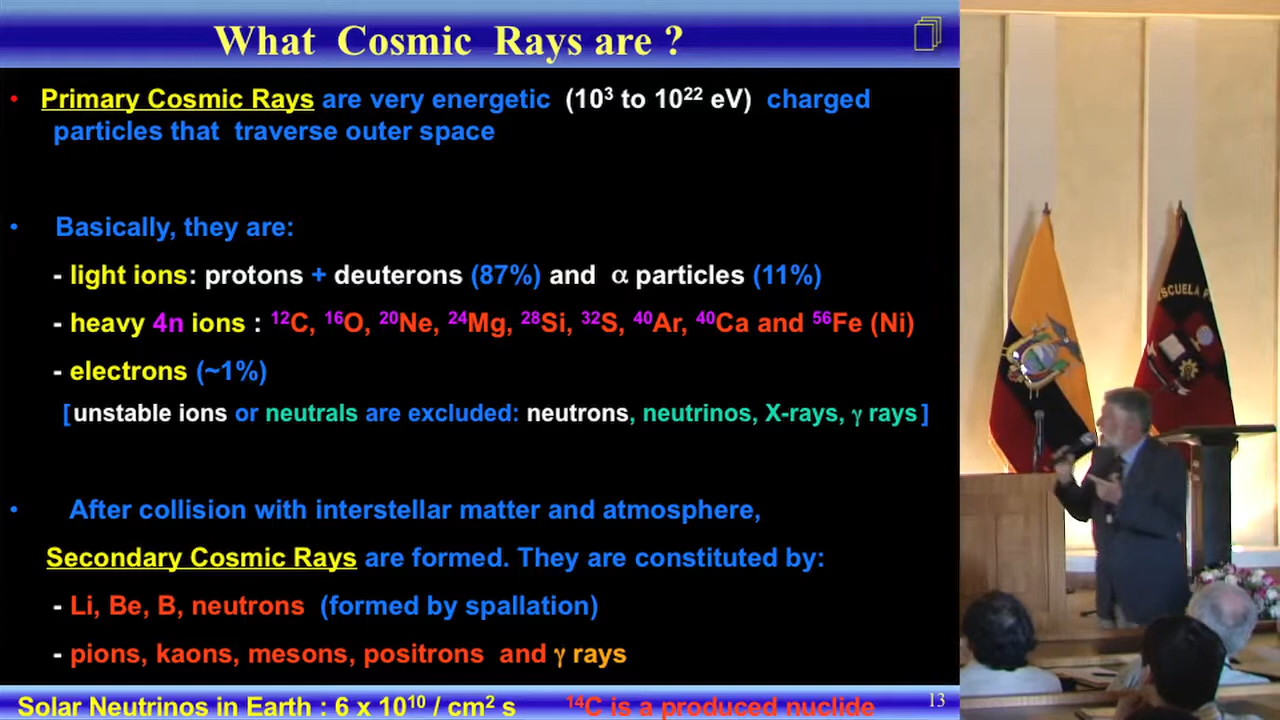 What Cosmic Rays are ?
• Primary Cosmic Rays are very energetic (10³ to 10²² eV) charged
particles that traverse outer space
• Basically, they are:
- light ions: protons + deuterons (87%) and α particles (11%)
- heavy 4n ions : ¹²C, ¹⁶O, ²⁰Ne, ²⁴Mg, ²⁸Si, ³²S, ⁴⁰Ar, ⁴⁰Ca and ⁵⁶Fe (Ni)
- electrons (~1%)
[unstable ions or neutrals are excluded: neutrons, neutrinos, X-rays, γ rays]
• After collision with interstellar matter and atmosphere,
Secondary Cosmic Rays are formed. They are constituted by:
- Li, Be, B, neutrons (formed by spallation)
- pions, kaons, mesons, positrons and γ rays
Solar Neutrinos in Earth : 6 x 10¹⁰ / cm² s ¹⁴C is a produced nuclide 13